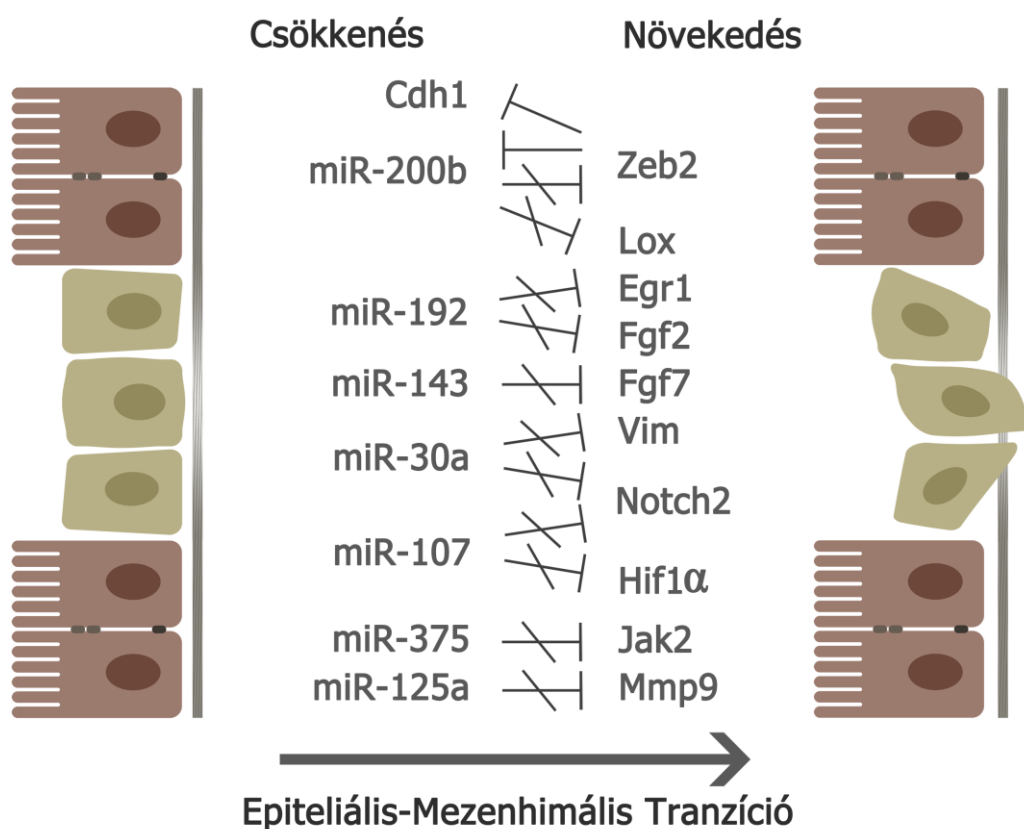 Csökkenés Növekedés
Cdh1
miR-200b Zeb2
Lox
miR-192 Egr1
Fgf2
miR-143 Fgf7
Vim
miR-30a
Notch2
miR-107
Hif1α
miR-375 Jak2
miR-125a Mmp9
Epiteliális-Mezenhimális Tranzíció